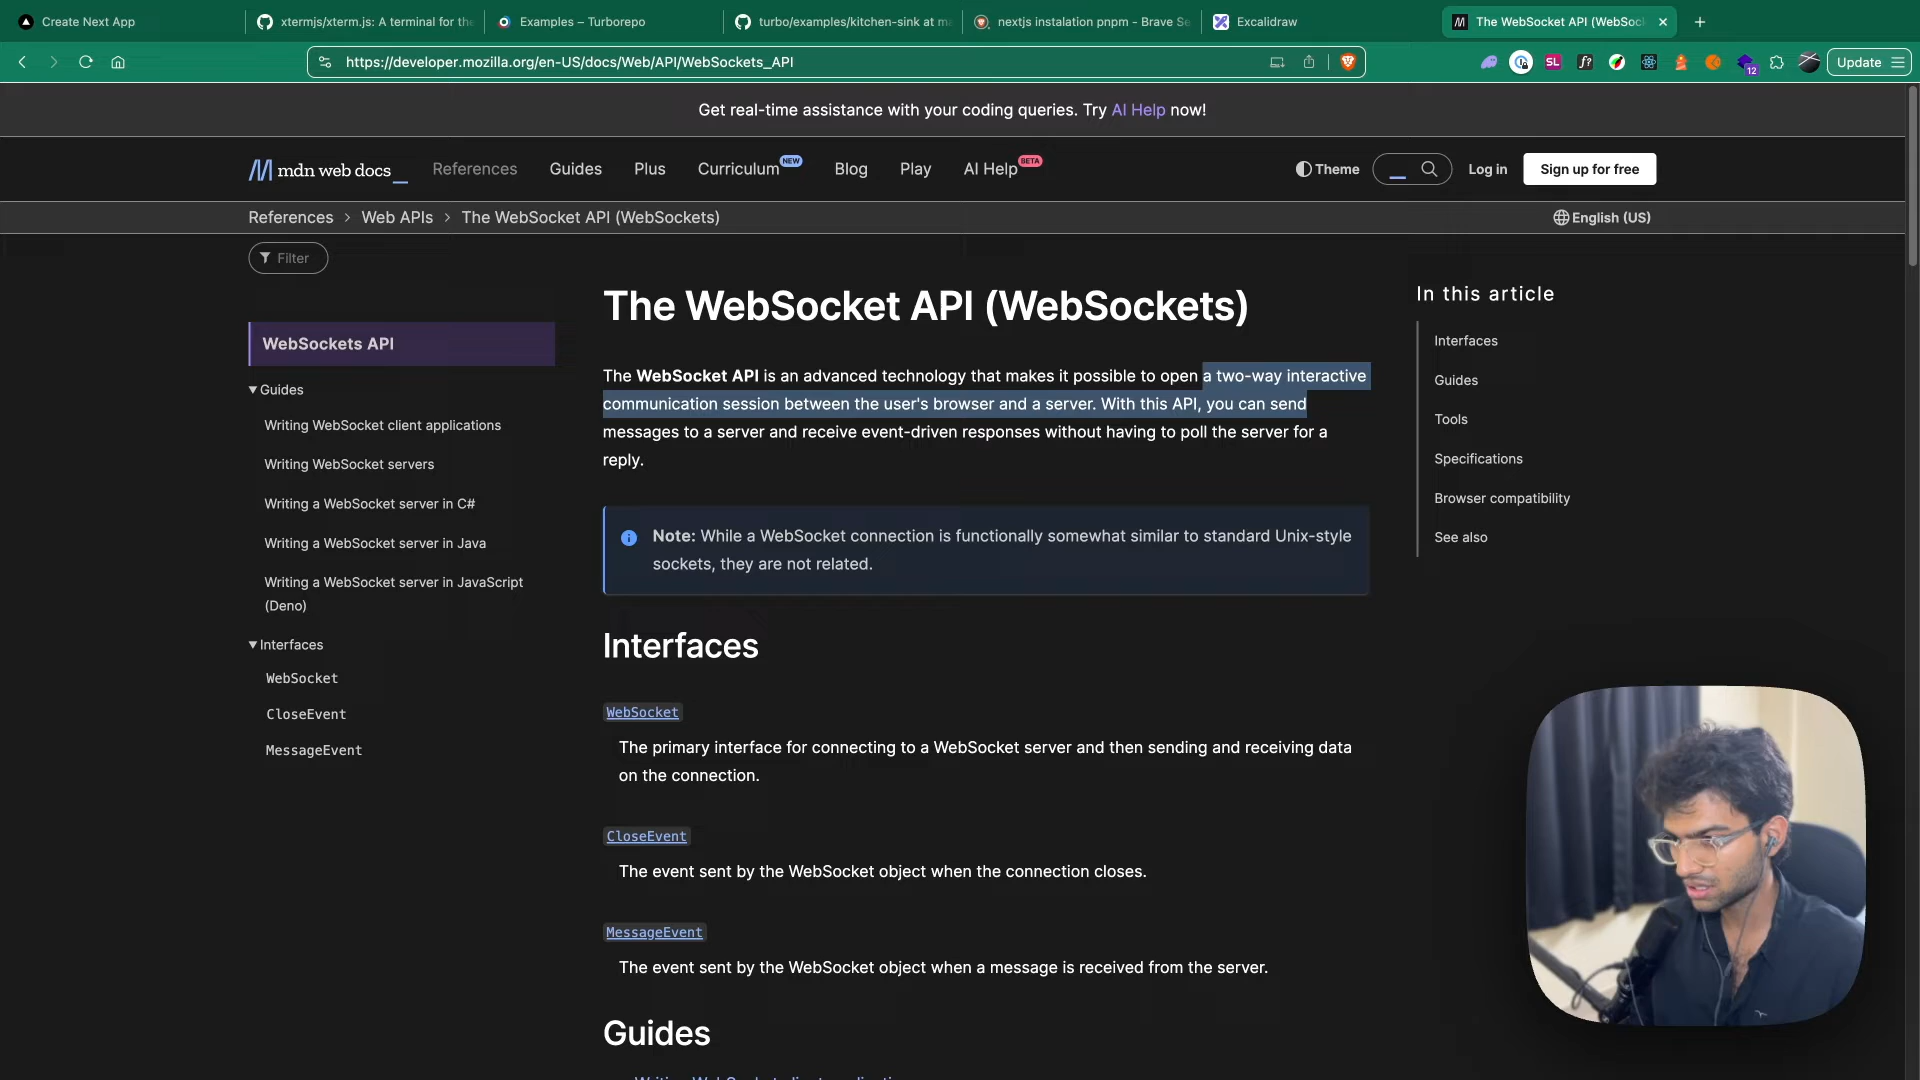 Create Next App
xtermjs/xterm.js: A terminal for the
Examples – Turborepo
turbo/examples/kitchen-sink at ma
nextjs instalation pnpm - Brave Se
Excalidraw
The WebSocket API (WebSock
https://developer.mozilla.org/en-US/docs/Web/API/WebSockets_API
SL
f?
12
Update
Get real-time assistance with your coding queries. Try AI Help now!
mdn web docs_
References
Guides
Plus
Curriculum NEW
Blog
Play
AI Help BETA
Theme
Log in
Sign up for free
References > Web APIs > The WebSocket API (WebSockets)
English (US)
Filter
WebSockets API
Guides
Writing WebSocket client applications
Writing WebSocket servers
Writing a WebSocket server in C#
Writing a WebSocket server in Java
Writing a WebSocket server in JavaScript
(Deno)
Interfaces
WebSocket
CloseEvent
MessageEvent
The WebSocket API (WebSockets)
The WebSocket API is an advanced technology that makes it possible to open a two-way interactive
communication session between the user's browser and a server. With this API, you can send
messages to a server and receive event-driven responses without having to poll the server for a
reply.
Note: While a WebSocket connection is functionally somewhat similar to standard Unix-style
sockets, they are not related.
Interfaces
WebSocket
The primary interface for connecting to a WebSocket server and then sending and receiving data
on the connection.
CloseEvent
The event sent by the WebSocket object when the connection closes.
MessageEvent
The event sent by the WebSocket object when a message is received from the server.
Guides
In this article
Interfaces
Guides
Tools
Specifications
Browser compatibility
See also